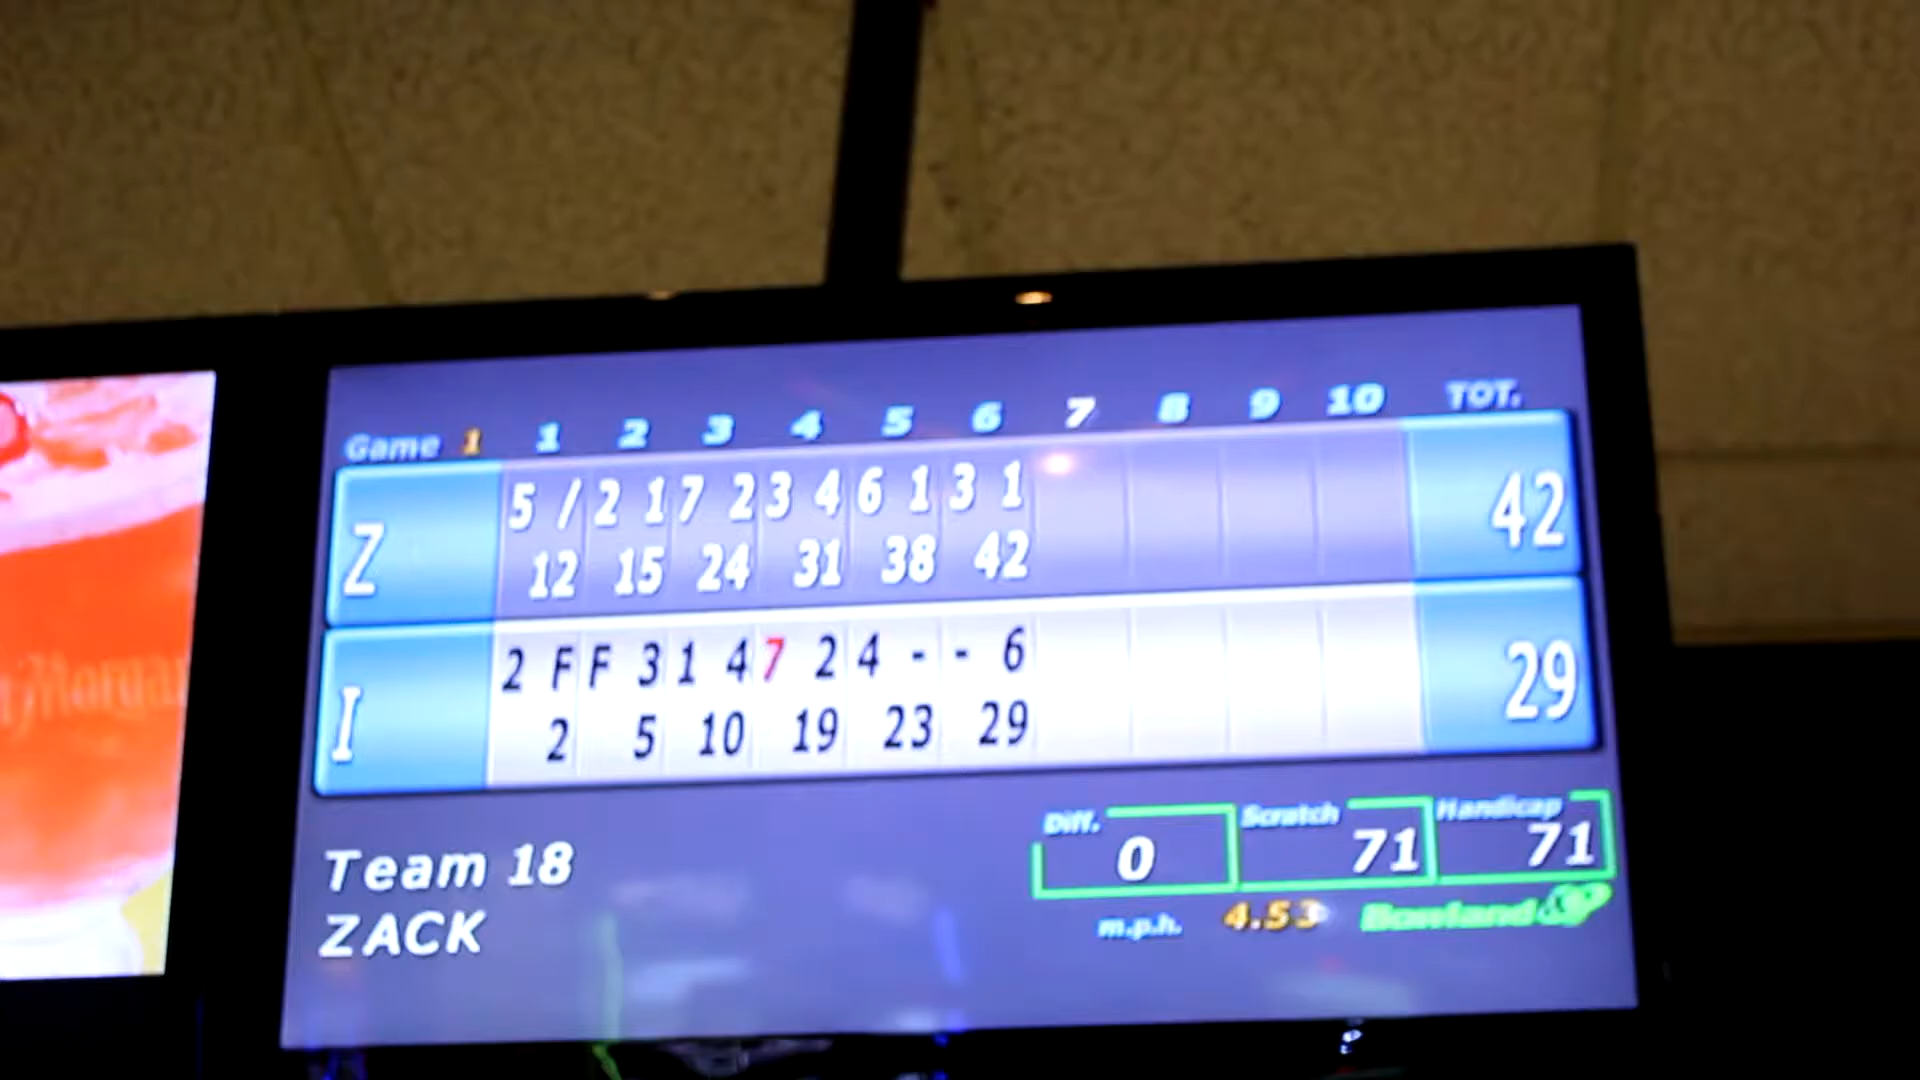 Morgan
Game 1 1 2 3 4 5 6 7 8 9 10 TOT.
5 / 2 1 7 2 3 4 6 1 3 1
Z 12 15 24 31 38 42 42
2 F F 3 1 4 7 2 4 - - 6
I 2 5 10 19 23 29 29
Diff. Scratch Handicap
0 71 71
Team 18
m.p.h. 4.53 Bowland
ZACK